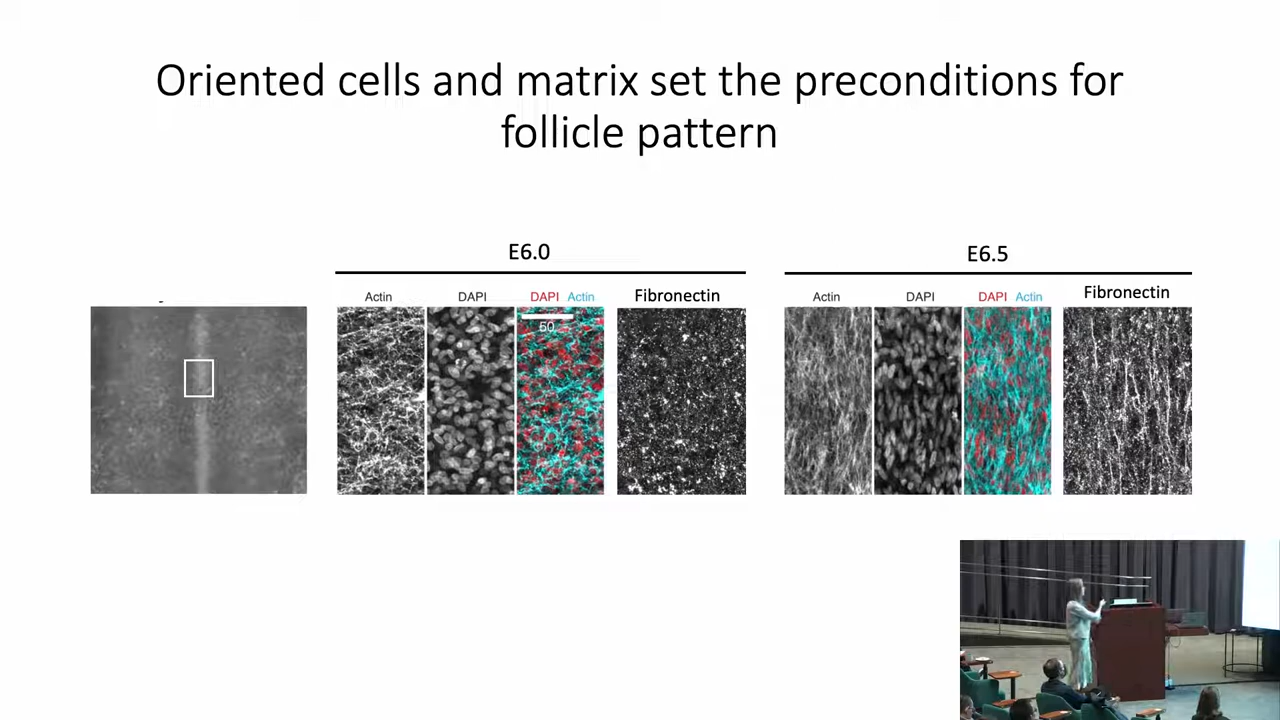 Oriented cells and matrix set the preconditions for
follicle pattern
E6.0
E6.5
Actin
DAPI
DAPI Actin
Fibronectin
Actin
DAPI
DAPI Actin
Fibronectin
50